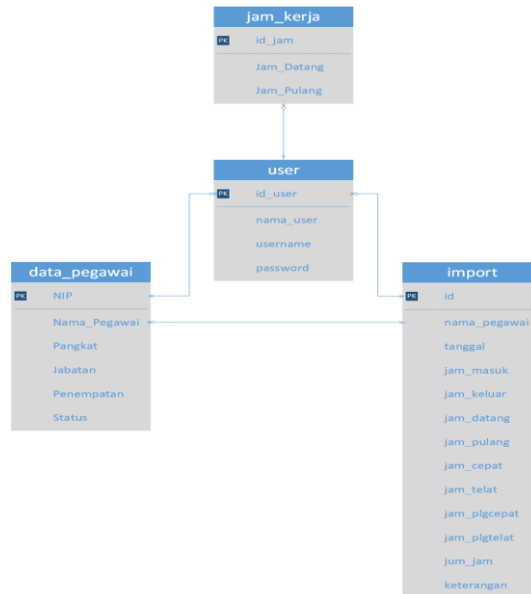 jam_kerja
PK id_jam
Jam_Datang
Jam_Pulang
user
PK id_user
nama_user
username
password
data_pegawai
PK NIP
Nama_Pegawai
Pangkat
Jabatan
Penempatan
Status
import
PK id
nama_pegawai
tanggal
jam_masuk
jam_keluar
jam_datang
jam_pulang
jam_cepat
jam_telat
jam_plgcepat
jam_plgtelat
jum_jam
keterangan